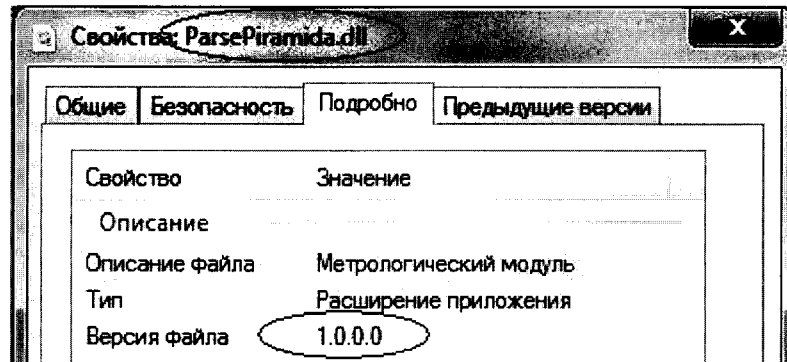 Свойства: ParsePiramida.dll
X
Общие Безопасность Подробно Предыдущие версии
Свойство Значение
Описание
Описание файла Метрологический модуль
Тип Расширение приложения
Версия файла 1.0.0.0